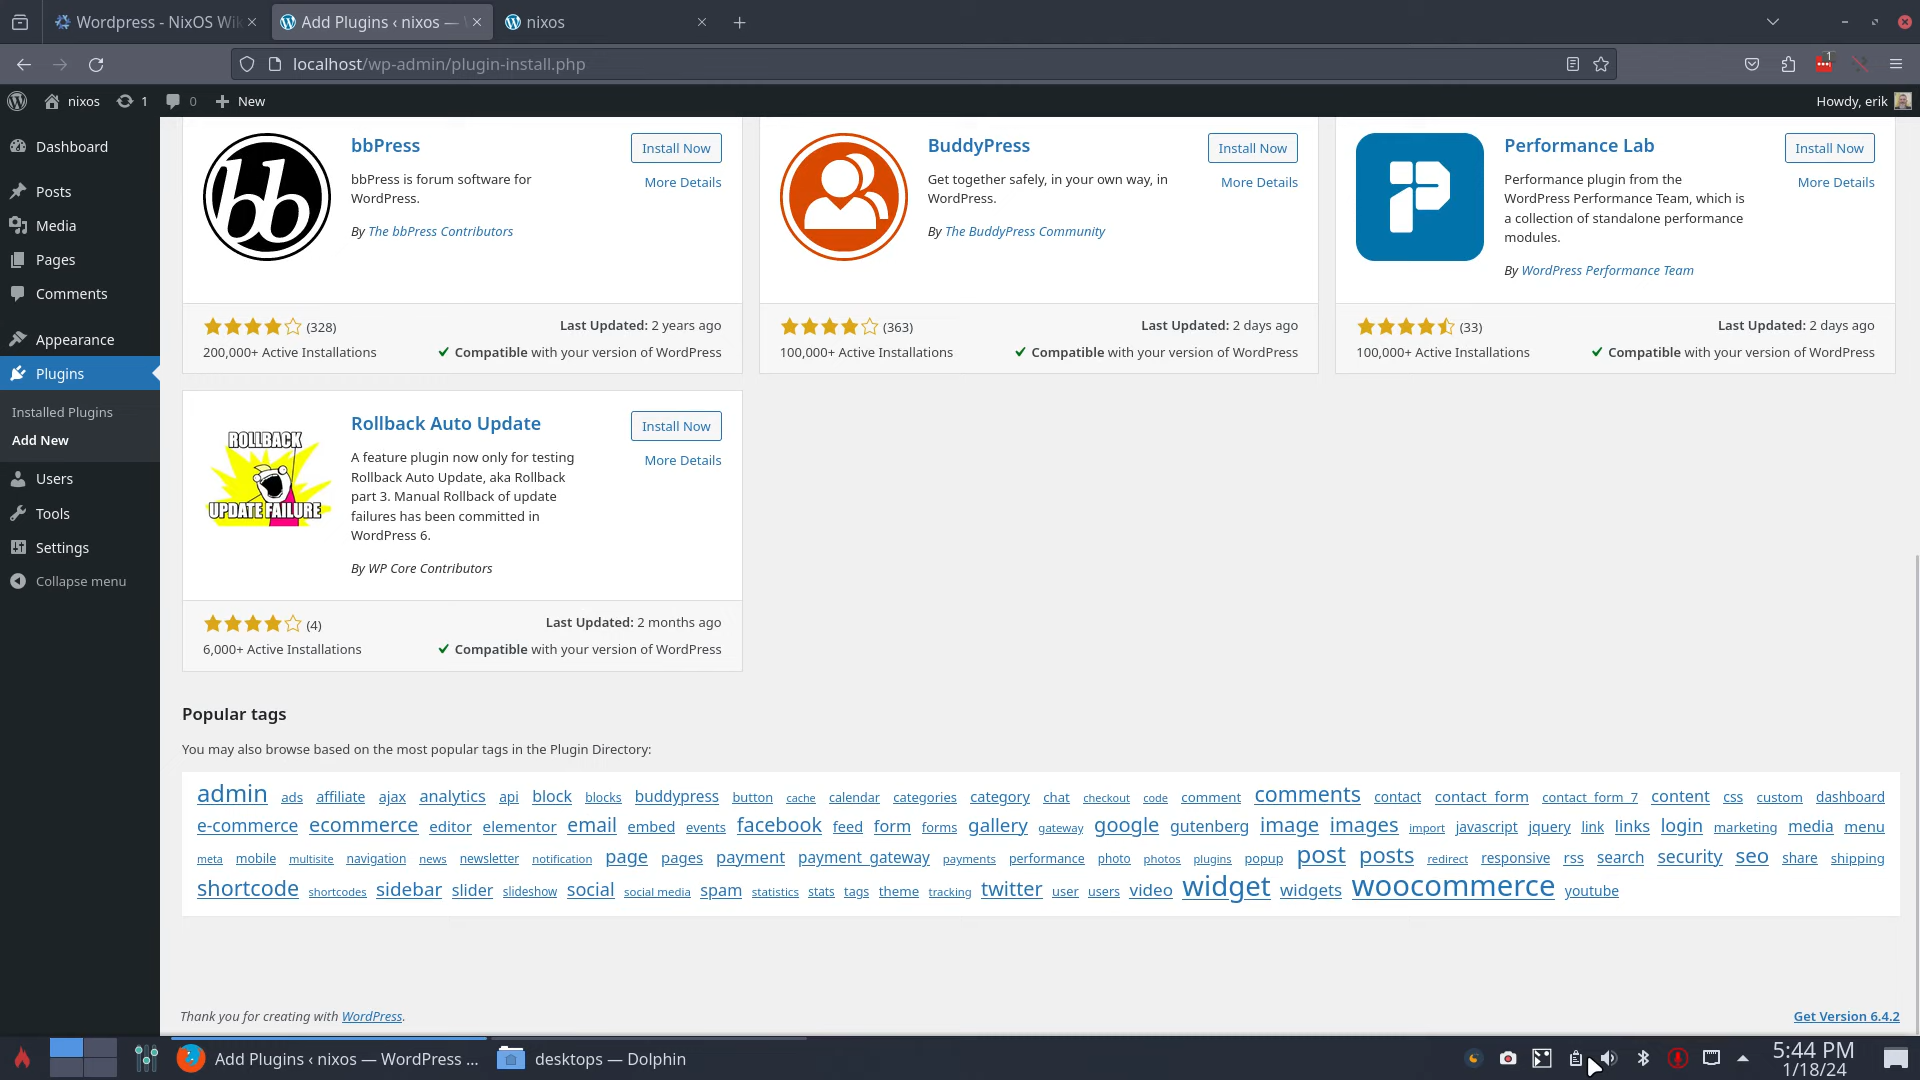 Wordpress - NixOS Wik
Add Plugins ‹ nixos —
nixos
localhost/wp-admin/plugin-install.php
nixos 1 0 New
Howdy, erik
Dashboard
Posts
Media
Pages
Comments
Appearance
Plugins
Installed Plugins
Add New
Users
Tools
Settings
Collapse menu
bb
bbPress
Install Now
More Details
bbPress is forum software for
WordPress.
By The bbPress Contributors
(328)
Last Updated: 2 years ago
200,000+ Active Installations
Compatible with your version of WordPress
BuddyPress
Install Now
More Details
Get together safely, in your own way, in
WordPress.
By The BuddyPress Community
(363)
Last Updated: 2 days ago
100,000+ Active Installations
Compatible with your version of WordPress
Performance Lab
Install Now
More Details
Performance plugin from the
WordPress Performance Team, which is
a collection of standalone performance
modules.
By WordPress Performance Team
(33)
Last Updated: 2 days ago
100,000+ Active Installations
Compatible with your version of WordPress
ROLLBACK
UPDATE FAILURE
Rollback Auto Update
Install Now
More Details
A feature plugin now only for testing
Rollback Auto Update, aka Rollback
part 3. Manual Rollback of update
failures has been committed in
WordPress 6.
By WP Core Contributors
(4)
Last Updated: 2 months ago
6,000+ Active Installations
Compatible with your version of WordPress
Popular tags
You may also browse based on the most popular tags in the Plugin Directory:
admin ads affiliate ajax analytics api block blocks buddypress button cache calendar categories category chat checkout code comment comments contact contact form contact form 7 content css custom dashboard
e-commerce ecommerce editor elementor email embed events facebook feed form forms gallery gateway google gutenberg image images import javascript jquery link links login marketing media menu
meta mobile multisite navigation news newsletter notification page pages payment payment gateway payments performance photo photos plugins popup post posts redirect responsive rss search security seo share shipping
shortcode shortcodes sidebar slider slideshow social social media spam statistics stats tags theme tracking twitter user users video widget widgets woocommerce youtube
Thank you for creating with WordPress.
Get Version 6.4.2
Add Plugins ‹ nixos — WordPress ...
desktops — Dolphin
5:44 PM
1/18/24